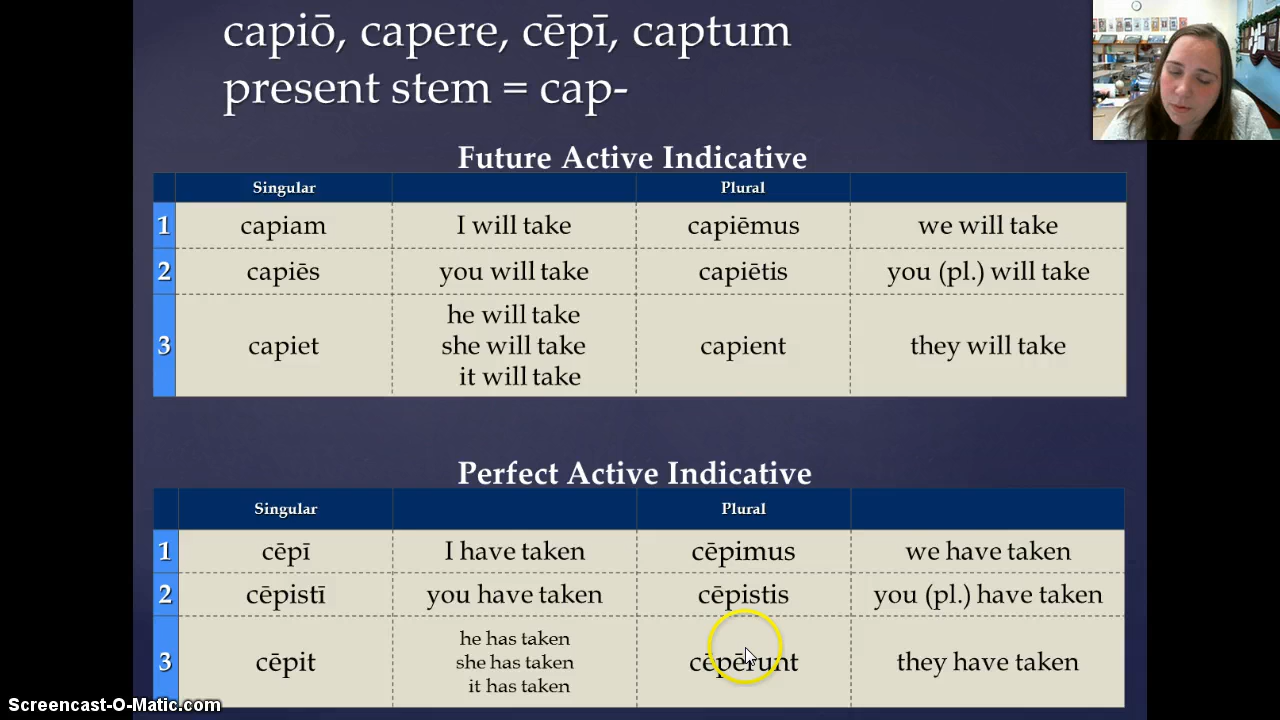 capiō, capere, cēpī, captum
present stem = cap-
Future Active Indicative
Singular Plural
1 capiam I will take capiēmus we will take
2 capiēs you will take capiētis you (pl.) will take
he will take
3 capiet she will take capient they will take
it will take
Perfect Active Indicative
Singular Plural
1 cēpī I have taken cēpimus we have taken
2 cēpistī you have taken cēpistis you (pl.) have taken
he has taken
3 cēpit she has taken cēpērunt they have taken
it has taken
Screencast-O-Matic.com